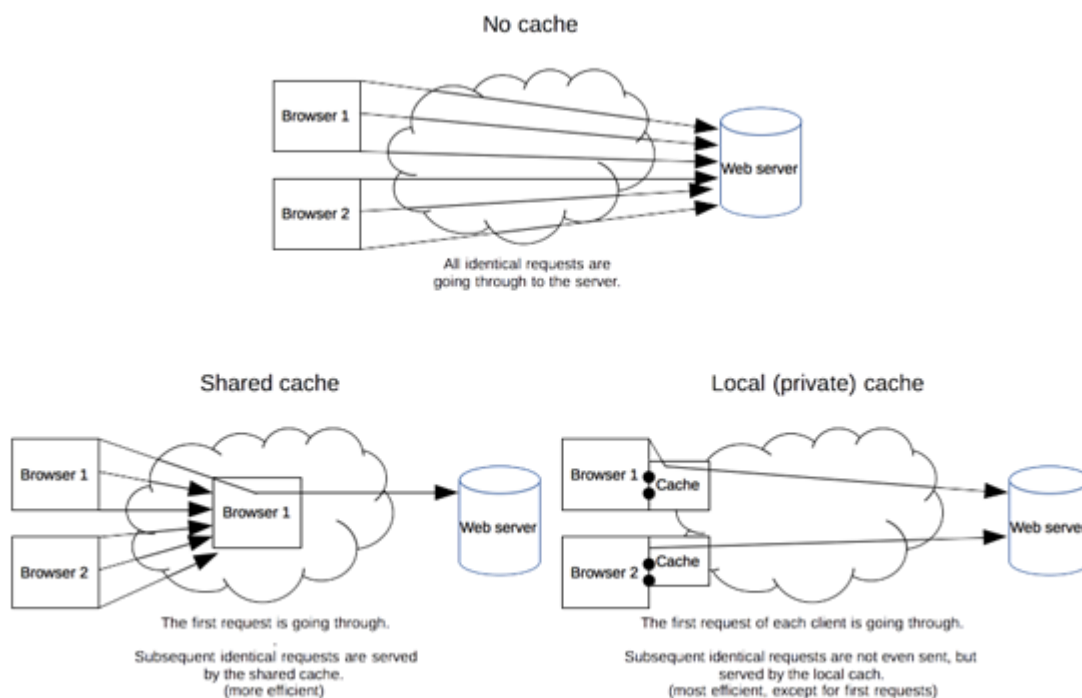 No cache
Browser 1
Web server
Browser 2
All identical requests are
going through to the server.
Shared cache
Browser 1
Browser 1
Web server
Browser 2
The first request is going through.
Subsequent identical requests are served
by the shared cache.
(more efficient)
Local (private) cache
Browser 1
Cache
Web server
Browser 2
Cache
The first request of each client is going through.
Subsequent identical requests are not even sent, but
served by the local cach.
(most efficient, except for first requests)